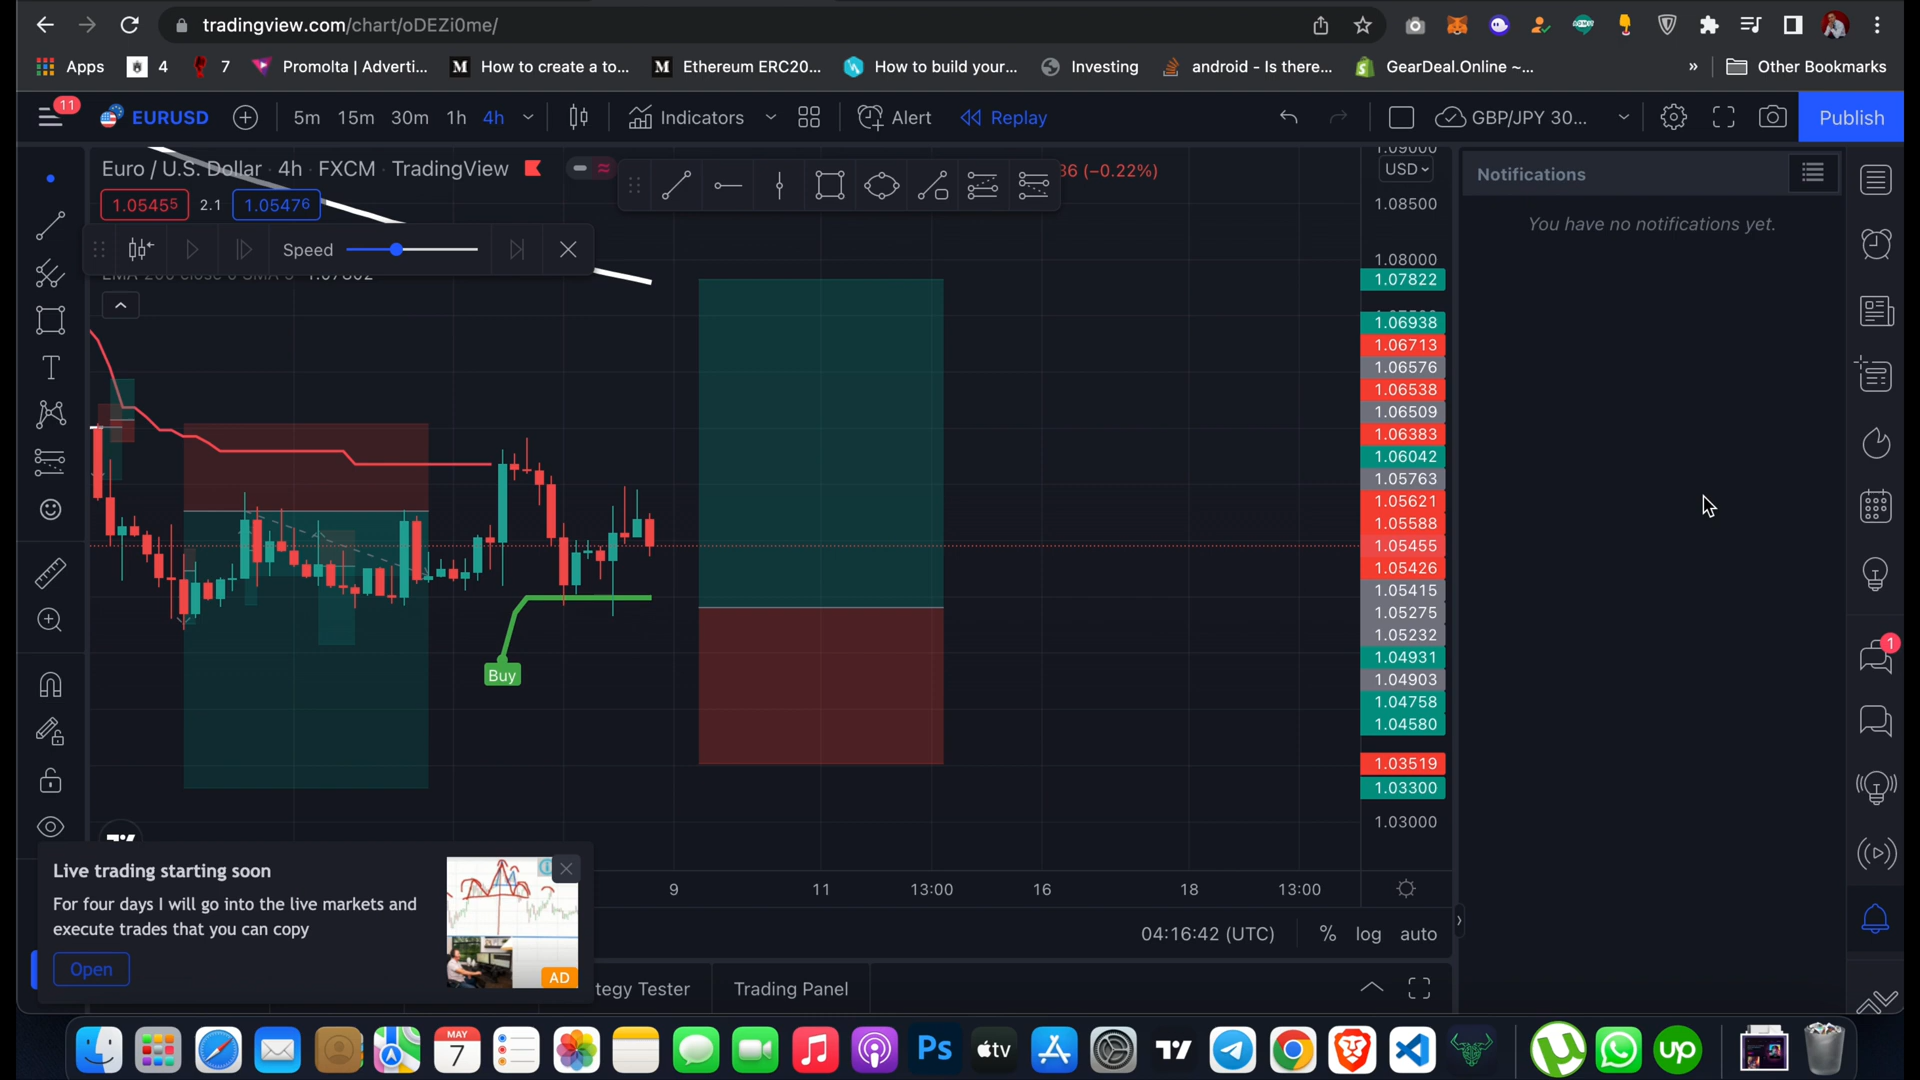 tradingview.com/chart/oDEZi0me/
Apps
4
7
Promolta | Adverti...
How to create a to...
Ethereum ERC20...
How to build your...
Investing
android - Is there...
GearDeal.Online ~...
»
Other Bookmarks
11
EURUSD
5m
15m
30m
1h
4h
Indicators
Alert
Replay
GBP/JPY 30...
Publish
Euro / U.S. Dollar · 4h · FXCM · TradingView
36 (−0.22%)
1.05455
2.1
1.05476
Speed
1.09000
USD
1.08500
1.08000
1.07822
1.06938
1.06713
1.06576
1.06538
1.06509
1.06383
1.06042
1.05763
1.05621
1.05588
1.05455
1.05426
1.05415
1.05275
1.05232
1.04931
1.04903
1.04758
1.04580
1.03519
1.03300
1.03000
Buy
Notifications
You have no notifications yet.
1
Live trading starting soon
For four days I will go into the live markets and
execute trades that you can copy
Open
AD
9
11
13:00
16
18
13:00
04:16:42 (UTC)
%
log
auto
tegy Tester
Trading Panel
MAY
7
Ps
tv
up